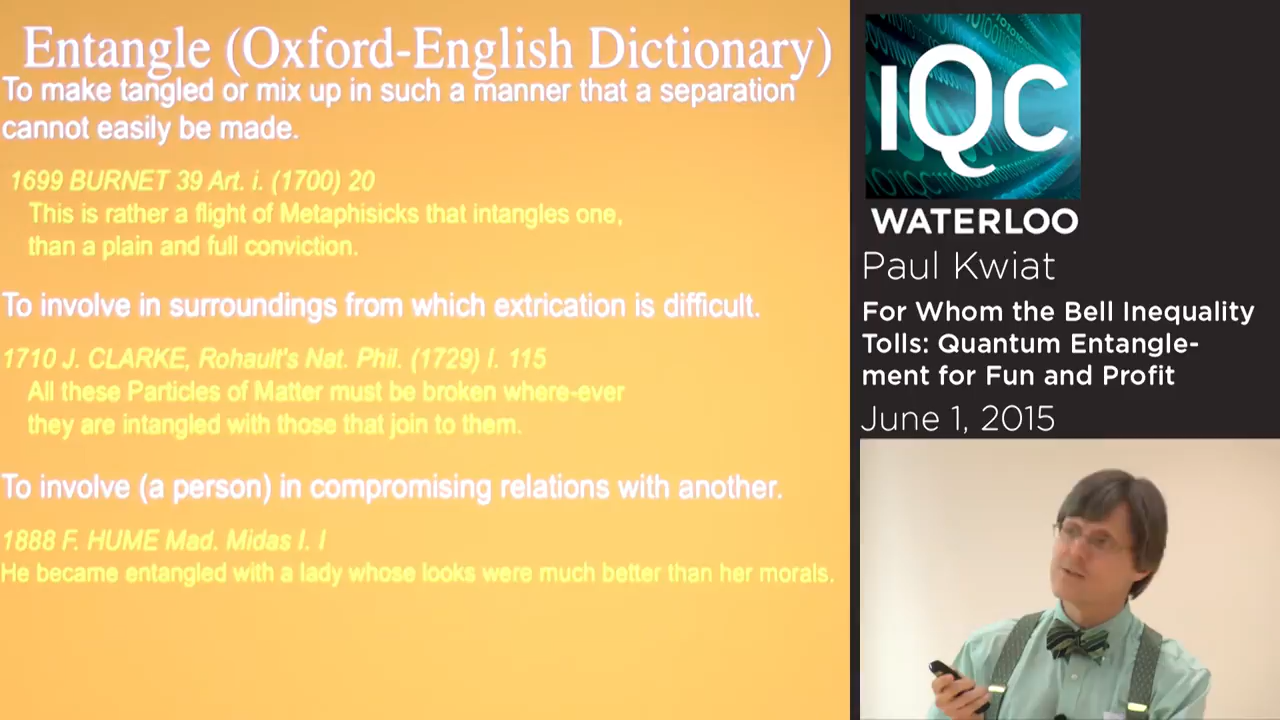 Entangle (Oxford-English Dictionary)
To make tangled or mix up in such a manner that a separation
cannot easily be made.
1699 BURNET 39 Art. i. (1700) 20
This is rather a flight of Metaphisicks that intangles one,
than a plain and full conviction.
To involve in surroundings from which extrication is difficult.
1710 J. CLARKE, Rohault's Nat. Phil. (1729) I. 115
All these Particles of Matter must be broken where-ever
they are intangled with those that join to them.
To involve (a person) in compromising relations with another.
1888 F. HUME Mad. Midas I. I
He became entangled with a lady whose looks were much better than her morals.
IQC
WATERLOO
Paul Kwiat
For Whom the Bell Inequality
Tolls: Quantum Entangle-
ment for Fun and Profit
June 1, 2015